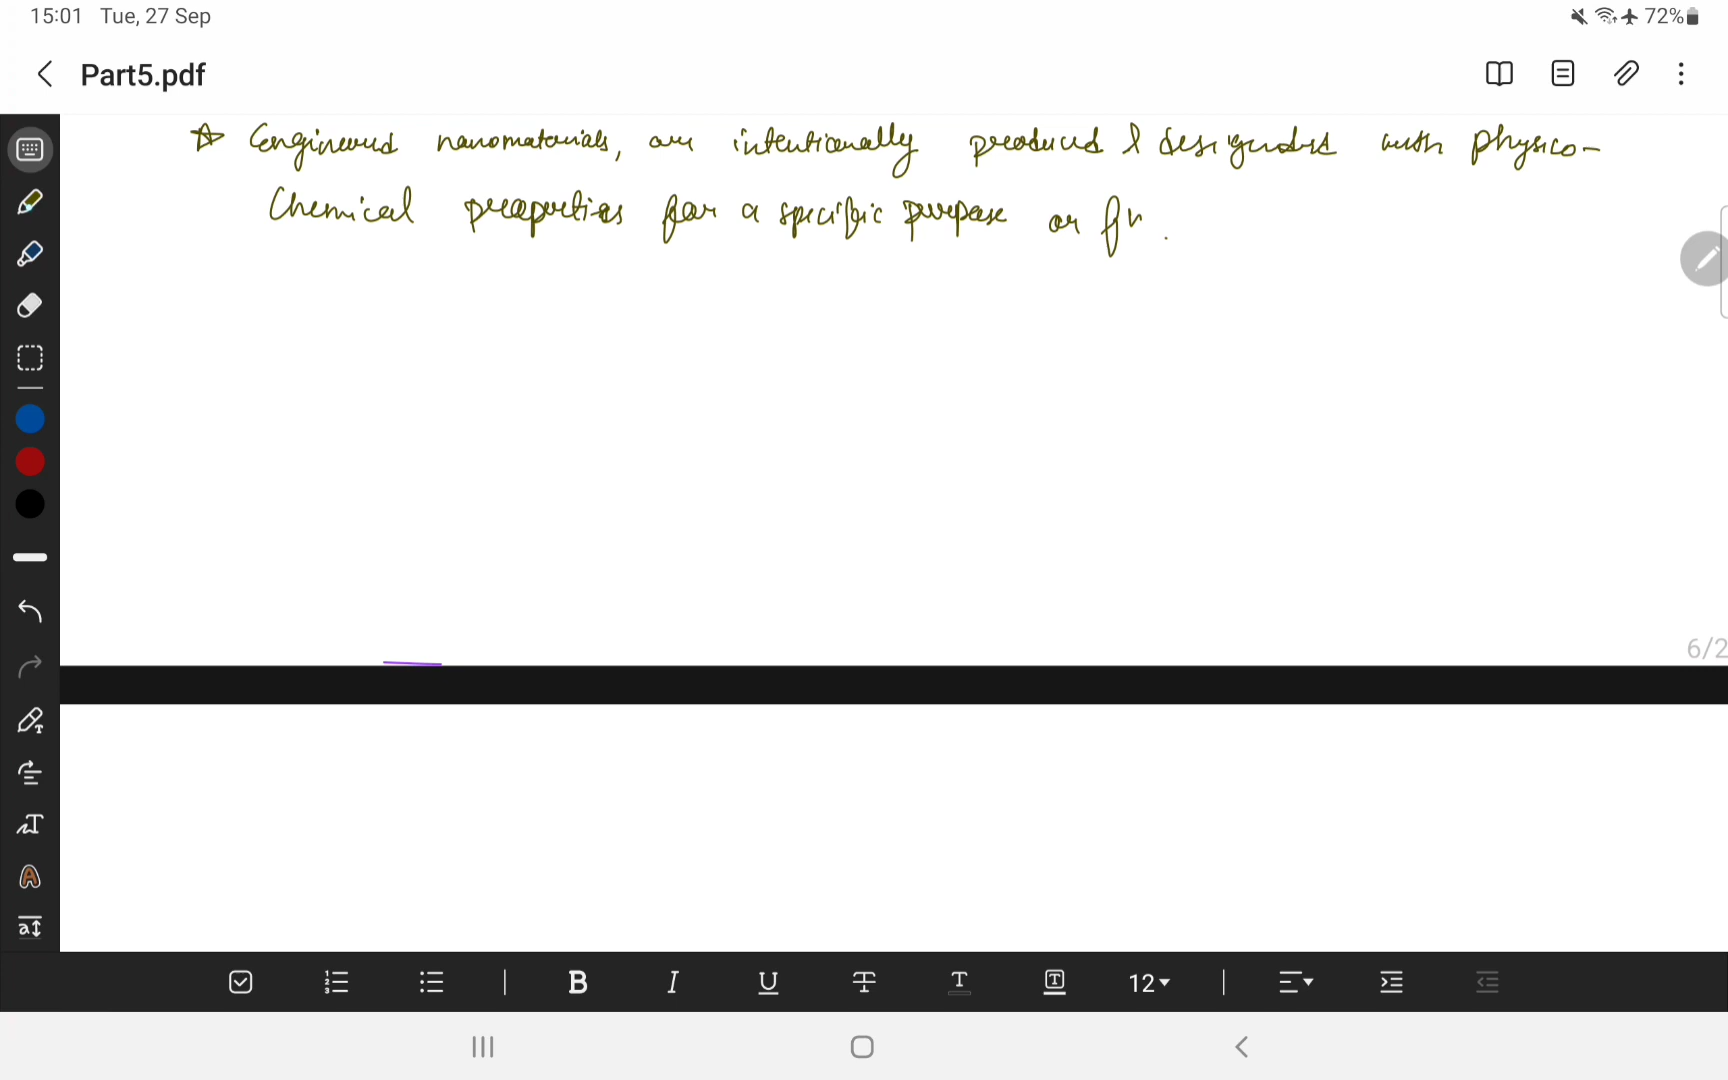 15:01 Tue, 27 Sep 72%
Part5.pdf
☆ Engineered nanomaterials, are intentionally produced & designed with physico-
chemical properties for a specific purpose or fn.
6/2
B I U T T T 12